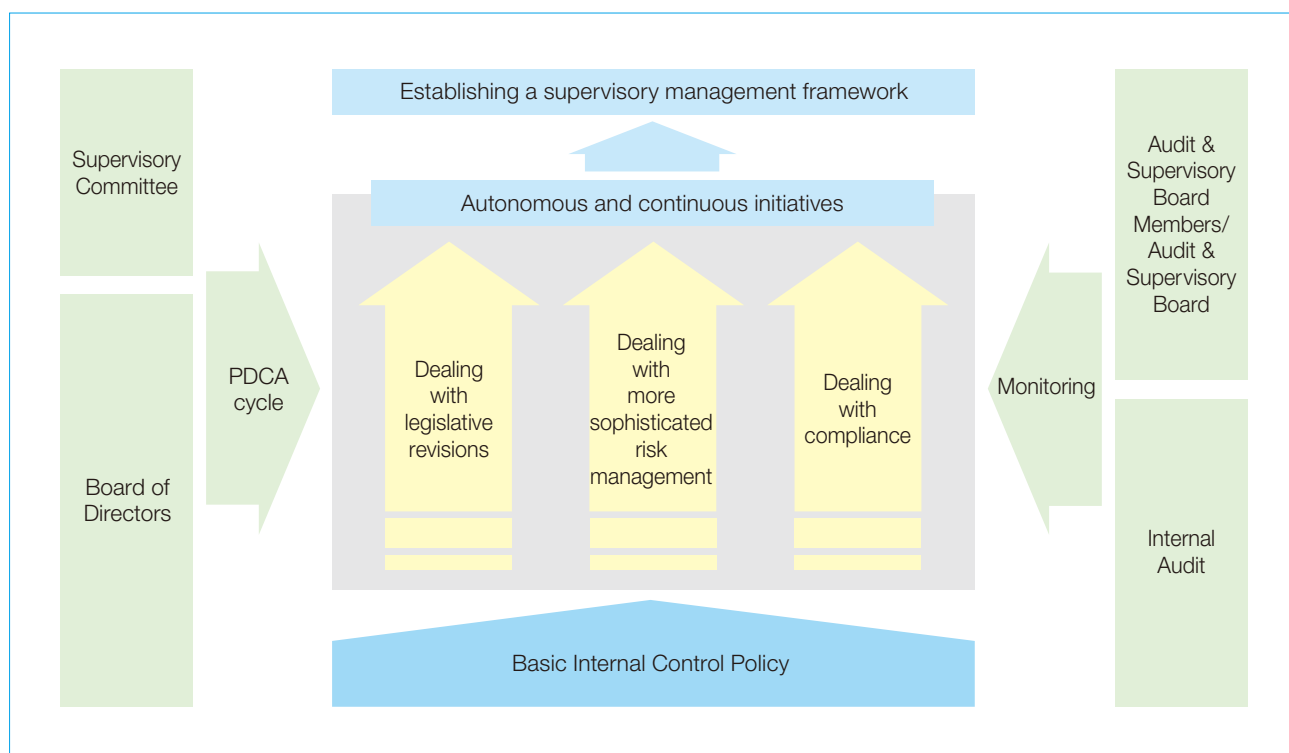 Establishing a supervisory management framework
Supervisory
Committee
Board of
Directors
PDCA
cycle
Autonomous and continuous initiatives
Dealing
with
legislative
revisions
Dealing
with
more
sophisticated
risk
management
Dealing
with
compliance
Basic Internal Control Policy
Monitoring
Audit &
Supervisory
Board
Members/
Audit &
Supervisory
Board
Internal
Audit